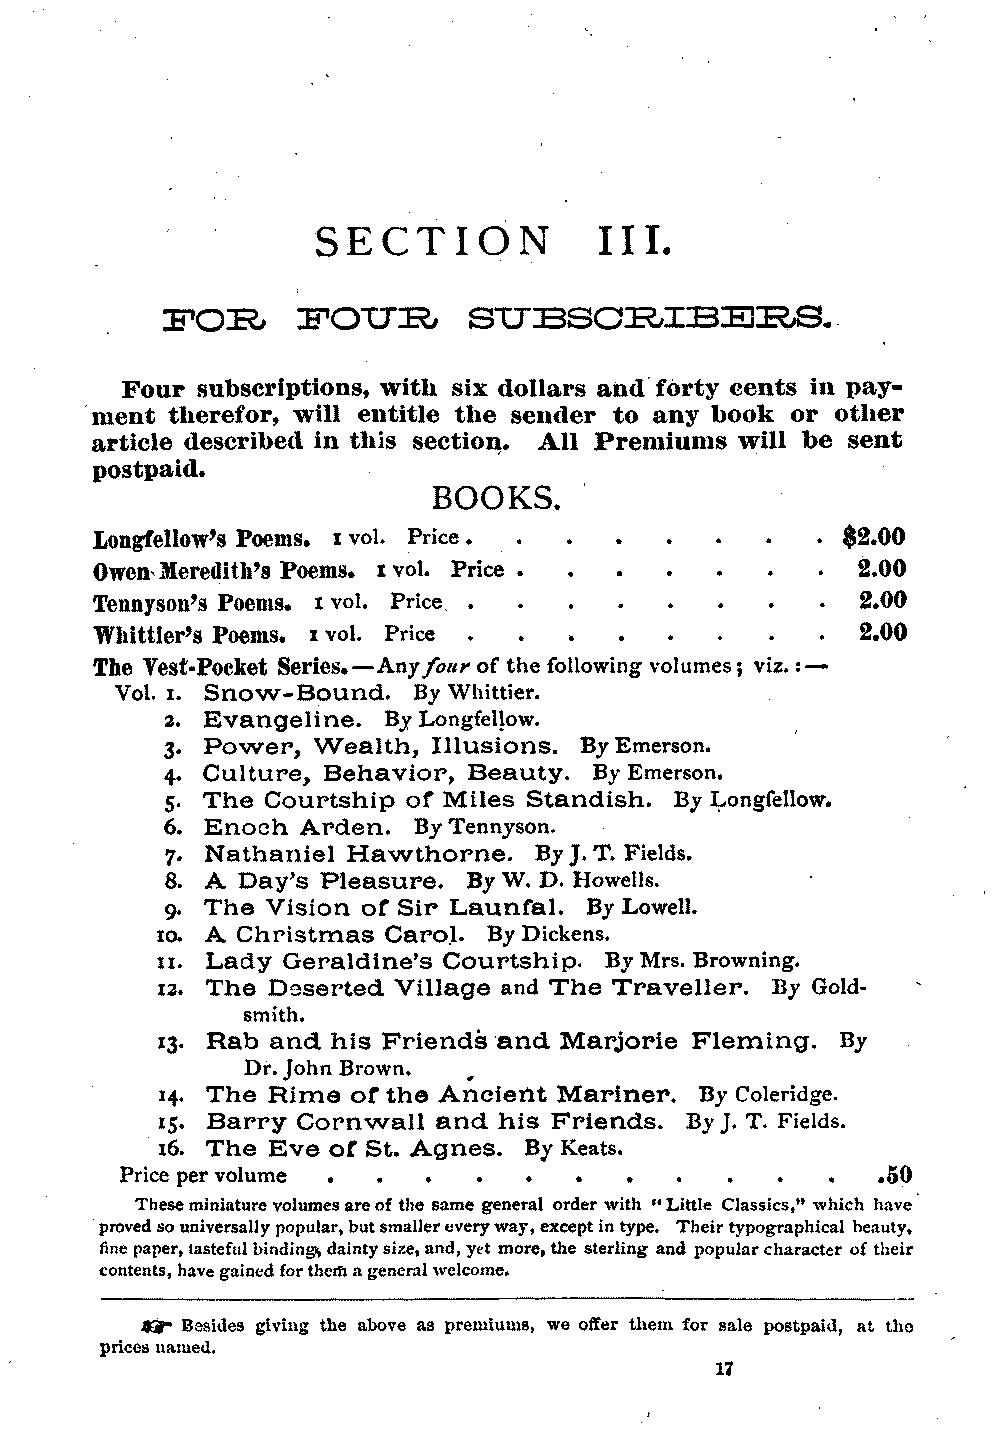 SECTION III.
FOR FOUR SUBSCRIBERS.
Four subscriptions, with six dollars and forty cents in pay-
ment therefor, will entitle the sender to any book or other
article described in this section. All Premiums will be sent
postpaid.
BOOKS.
Longfellow's Poems. 1 vol. Price . . . . . . . . $2.00
Owen Meredith's Poems. 1 vol. Price . . . . . . . 2.00
Tennyson's Poems. 1 vol. Price . . . . . . . . 2.00
Whittier's Poems. 1 vol. Price . . . . . . . . 2.00
The Vest-Pocket Series.—Any four of the following volumes; viz.:—
Vol. 1. Snow-Bound. By Whittier.
2. Evangeline. By Longfellow.
3. Power, Wealth, Illusions. By Emerson.
4. Culture, Behavior, Beauty. By Emerson.
5. The Courtship of Miles Standish. By Longfellow.
6. Enoch Arden. By Tennyson.
7. Nathaniel Hawthorne. By J. T. Fields.
8. A Day's Pleasure. By W. D. Howells.
9. The Vision of Sir Launfal. By Lowell.
10. A Christmas Carol. By Dickens.
11. Lady Geraldine's Courtship. By Mrs. Browning.
12. The Deserted Village and The Traveller. By Gold-
smith.
13. Rab and his Friends and Marjorie Fleming. By
Dr. John Brown.
14. The Rime of the Ancient Mariner. By Coleridge.
15. Barry Cornwall and his Friends. By J. T. Fields.
16. The Eve of St. Agnes. By Keats.
Price per volume . . . . . . . . . . . .50
These miniature volumes are of the same general order with "Little Classics," which have
proved so universally popular, but smaller every way, except in type. Their typographical beauty,
fine paper, tasteful binding, dainty size, and, yet more, the sterling and popular character of their
contents, have gained for them a general welcome.
☞ Besides giving the above as premiums, we offer them for sale postpaid, at the
prices named.
17